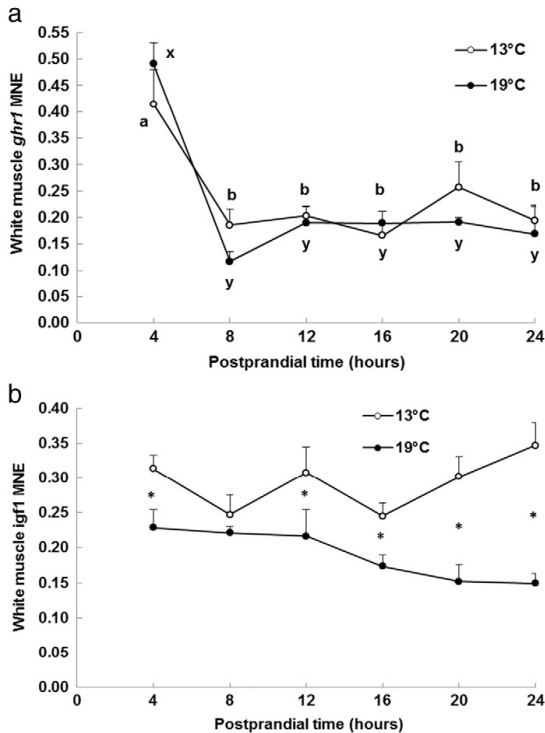 a
White muscle ghr1 MNE
0.55
0.50
0.45
0.40
0.35
0.30
0.25
0.20
0.15
0.10
0.05
0.00
x
a
b b b b b
y y y y y
13°C
19°C
0 4 8 12 16 20 24
Postprandial time (hours)
b
White muscle igf1 MNE
0.40
0.35
0.30
0.25
0.20
0.15
0.10
0.05
0.00
13°C
19°C
* * * * *
0 4 8 12 16 20 24
Postprandial time (hours)